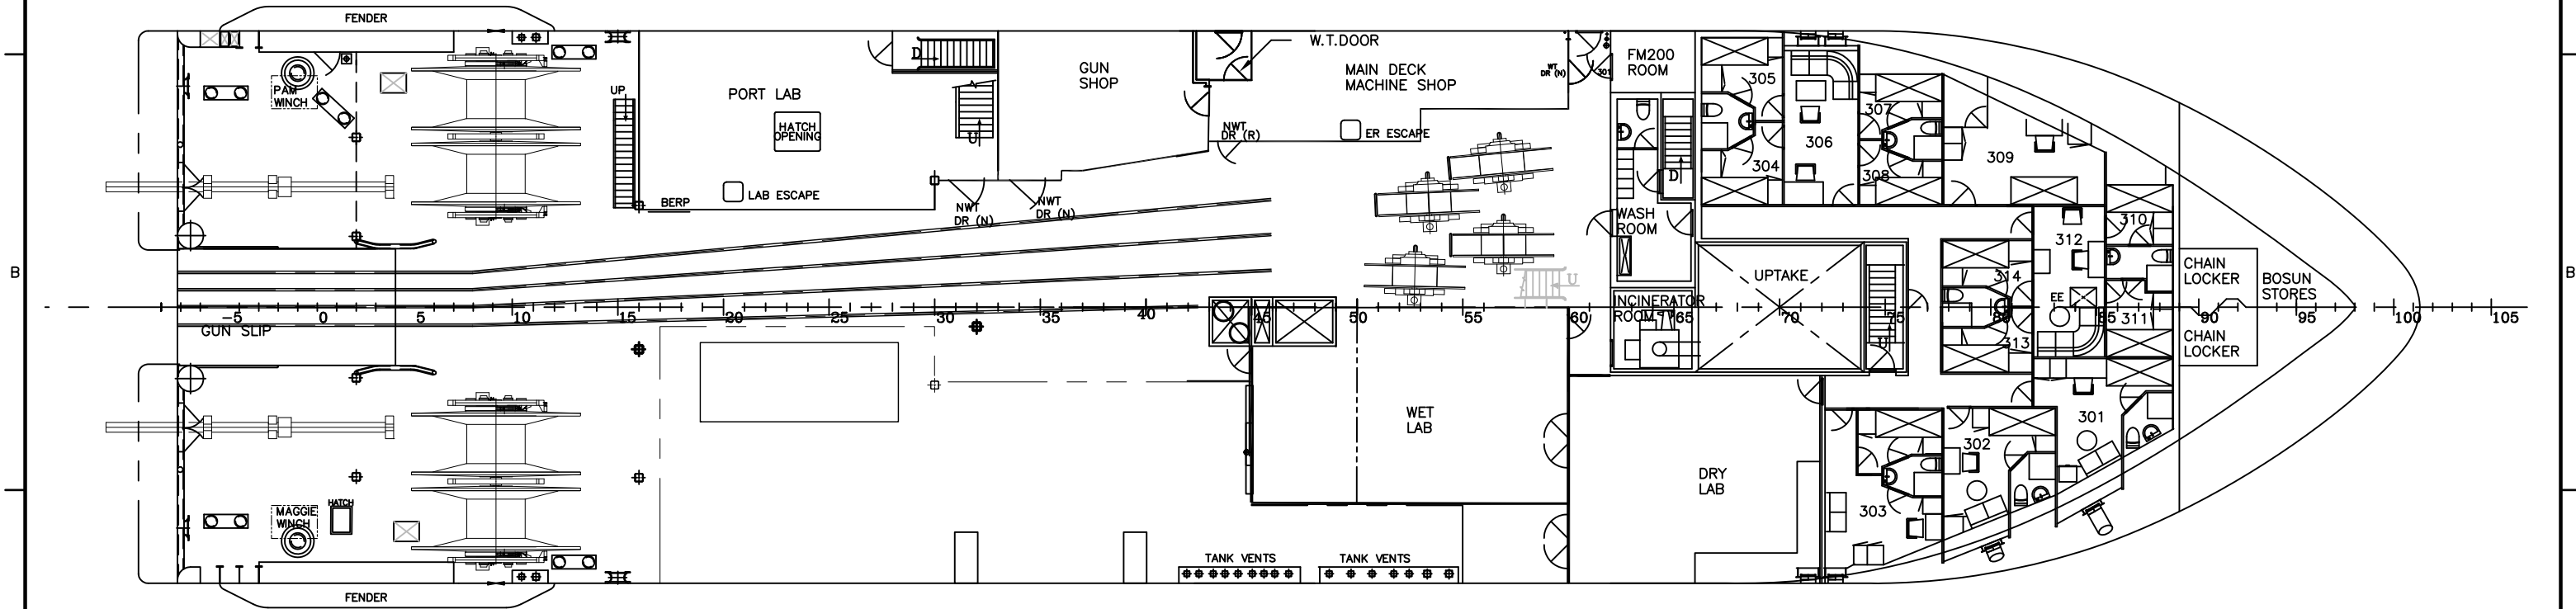 FENDER
W.T.DOOR
D
FM200
ROOM
GUN
SHOP
MAIN DECK
MACHINE SHOP
WT
DR (N)
301
305
PAM
WINCH
UP
PORT LAB
307
HATCH
OPENING
NWT
DR (R)
ER ESCAPE
U
306
309
304
D
308
LAB ESCAPE
BERP
NWT
DR (N)
NWT
DR (N)
WASH
ROOM
310
312
B
B
CHAIN
LOCKER
BOSUN
STORES
UPTAKE
314
U
EE
INCINERATOR
ROOM
-5
0
5
10
15
20
25
30
35
40
45
50
55
60
65
70
75
80
85
90
95
100
105
GUN SLIP
311
CHAIN
LOCKER
U
313
WET
LAB
301
302
DRY
LAB
HATCH
MAGGIE
WINCH
303
TANK VENTS
TANK VENTS
FENDER